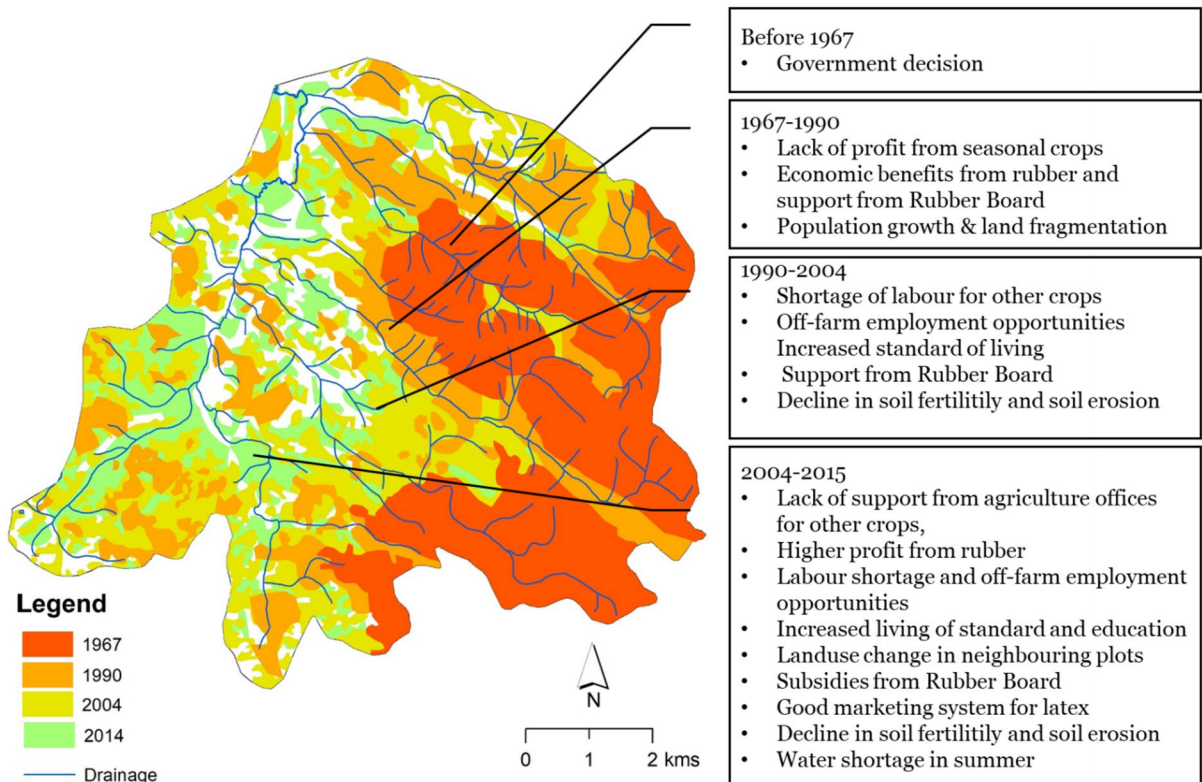 Before 1967
• Government decision
1967-1990
• Lack of profit from seasonal crops
• Economic benefits from rubber and
support from Rubber Board
• Population growth & land fragmentation
1990-2004
• Shortage of labour for other crops
• Off-farm employment opportunities
Increased standard of living
• Support from Rubber Board
• Decline in soil fertilitily and soil erosion
2004-2015
• Lack of support from agriculture offices
for other crops,
• Higher profit from rubber
• Labour shortage and off-farm employment
opportunities
• Increased living of standard and education
• Landuse change in neighbouring plots
• Subsidies from Rubber Board
• Good marketing system for latex
• Decline in soil fertilitily and soil erosion
• Water shortage in summer
Legend
1967
1990
2004
2014
Drainage
N
0 1 2 kms